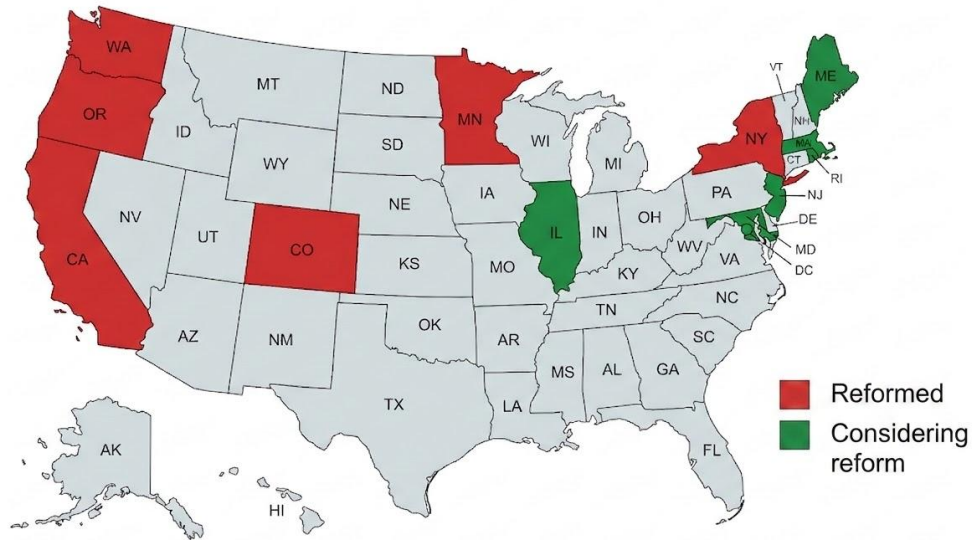 WA
OR
CA
NV
ID
MT
WY
UT
CO
AZ
NM
ND
SD
NE
KS
OK
TX
MN
IA
MO
AR
LA
WI
IL
MI
IN
OH
KY
TN
MS
AL
GA
FL
SC
NC
VA
WV
PA
NY
VT
NH
ME
MA
CT
RI
NJ
DE
MD
DC
AK
HI
Reformed
Considering
reform